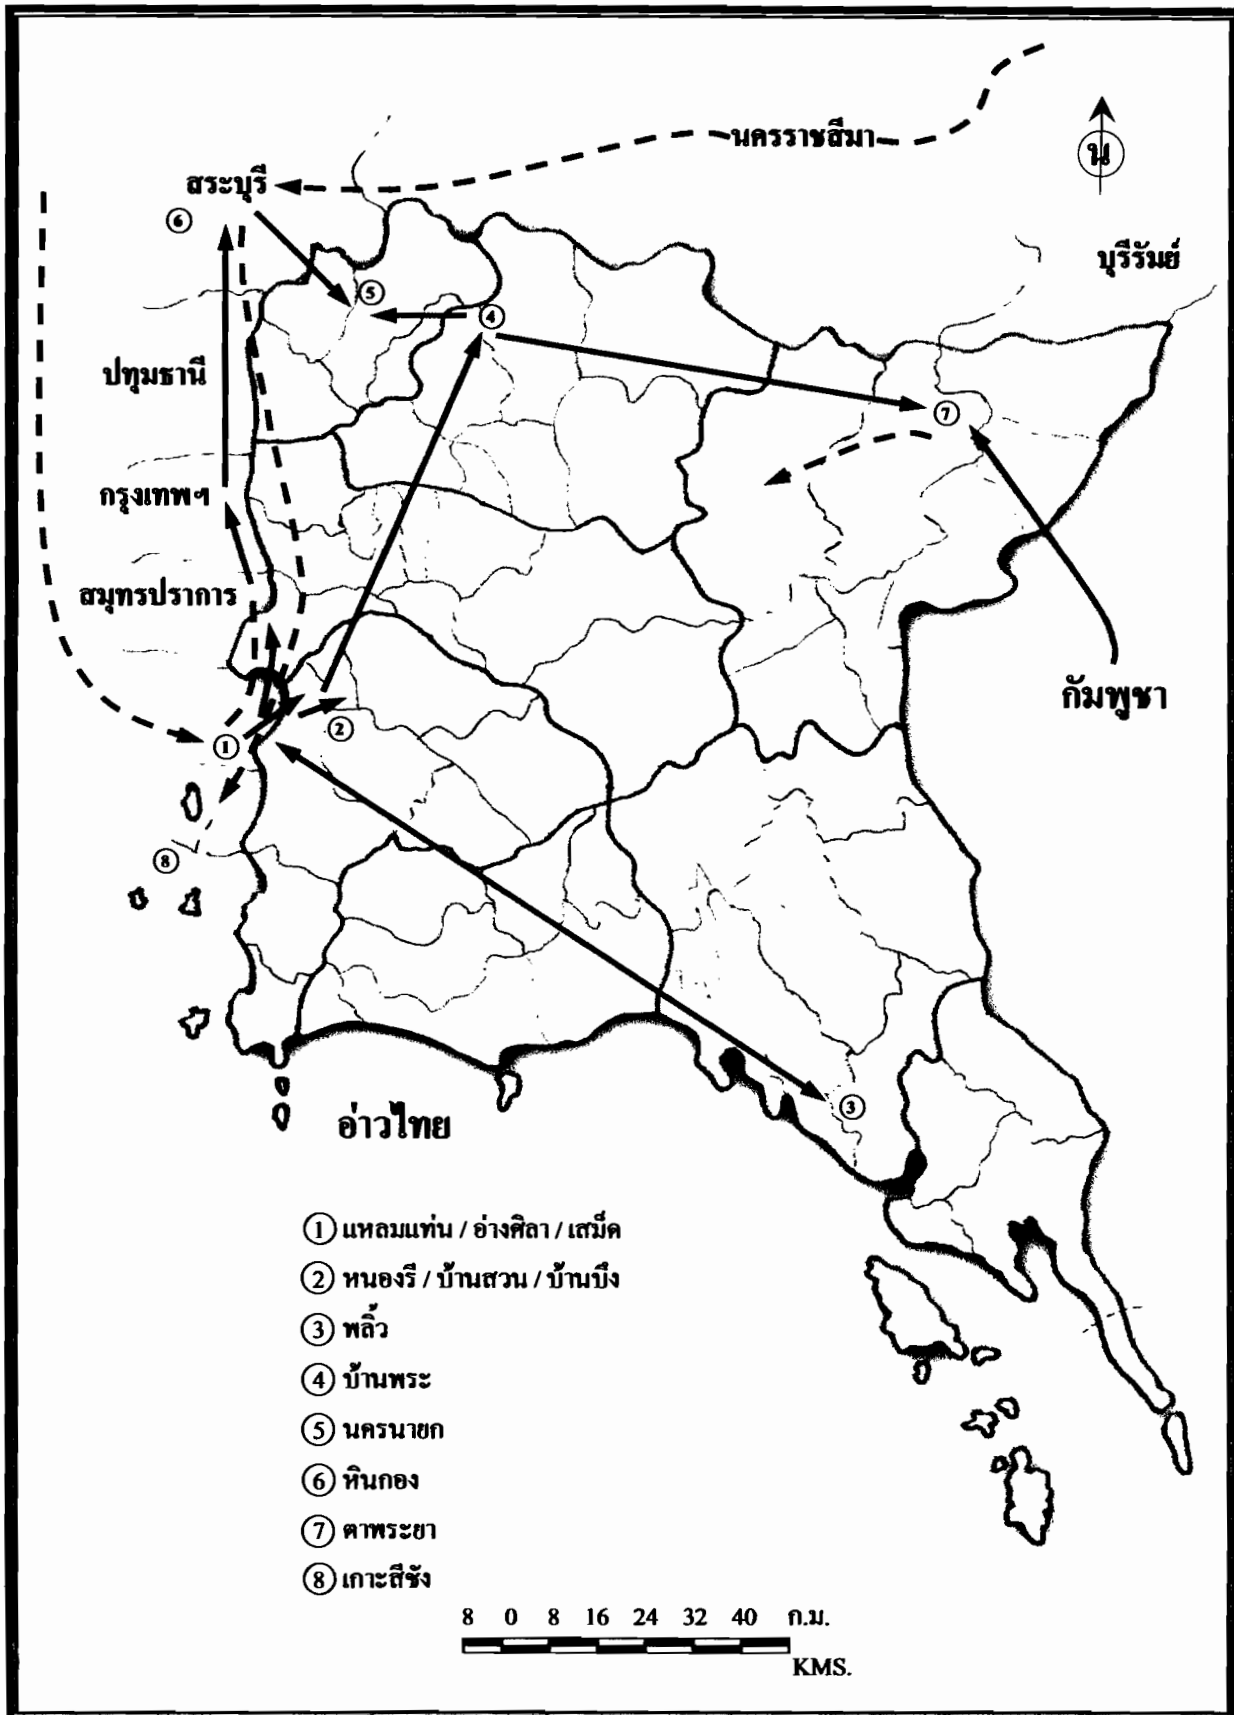 นครราชสีมา
น
สระบุรี
6
บุรีรัมย์
5
4
ปทุมธานี
7
กรุงเทพฯ
สมุทรปราการ
กัมพูชา
2
1
8
3
อ่าวไทย
1 แหลมแท่น / อ่างศิลา / เสม็ด
2 หนองรี / บ้านสวน / บ้านบึง
3 พลิ้ว
4 บ้านพระ
5 นครนายก
6 หินกอง
7 ตาพระยา
8 เกาะสีชัง
8 0 8 16 24 32 40 ก.ม.
KMS.